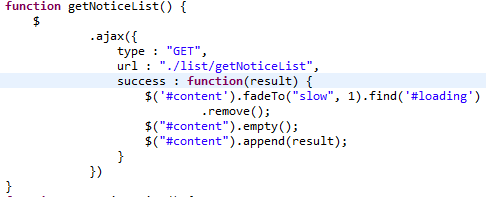 function getNoticeList() {
    $
            .ajax({
                type : "GET",
                url : "./list/getNoticeList",
                success : function(result) {
                    $('#content').fadeTo("slow", 1).find('#loading')
                            .remove();
                    $("#content").empty();
                    $("#content").append(result);
                }
            })
}